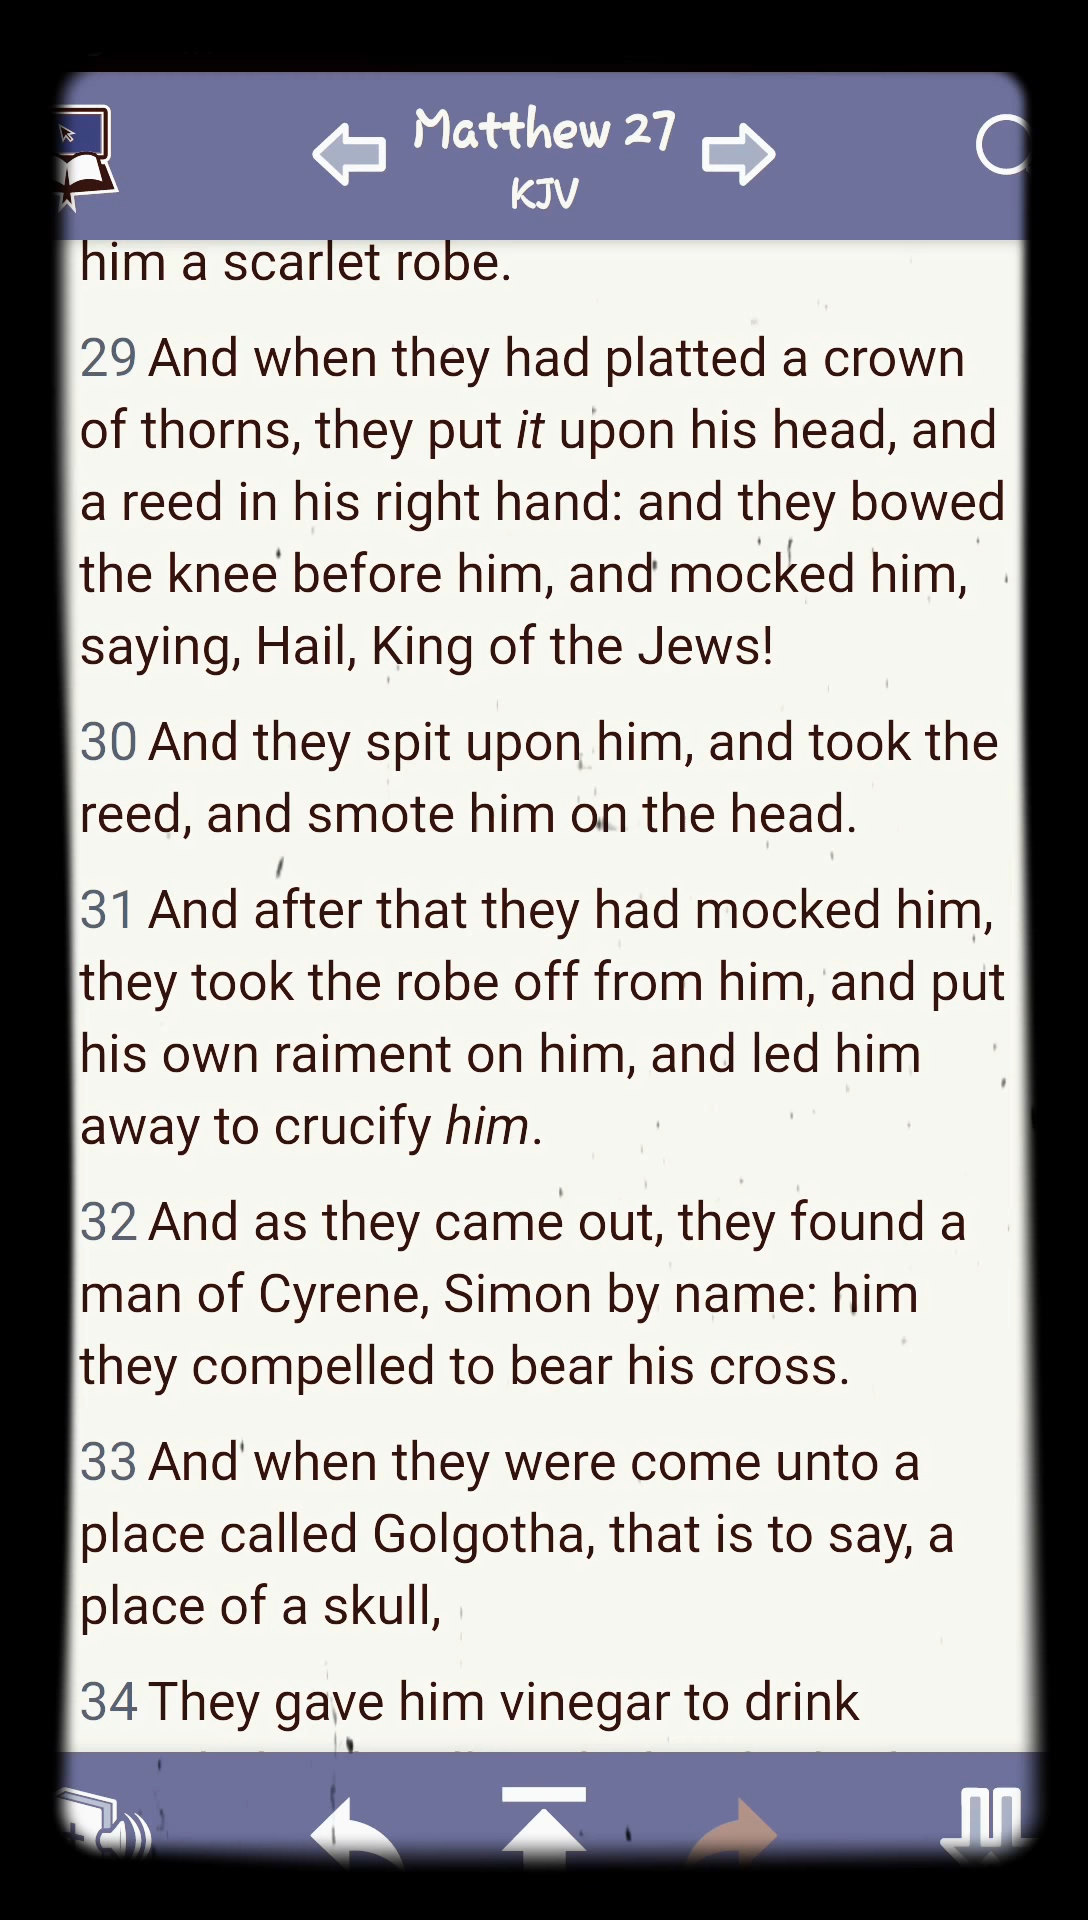 Matthew 27
KJV
him a scarlet robe.
29 And when they had platted a crown
of thorns, they put it upon his head, and
a reed in his right hand: and they bowed
the knee before him, and mocked him,
saying, Hail, King of the Jews!
30 And they spit upon him, and took the
reed, and smote him on the head.
31 And after that they had mocked him,
they took the robe off from him, and put
his own raiment on him, and led him
away to crucify him.
32 And as they came out, they found a
man of Cyrene, Simon by name: him
they compelled to bear his cross.
33 And when they were come unto a
place called Golgotha, that is to say, a
place of a skull,
34 They gave him vinegar to drink